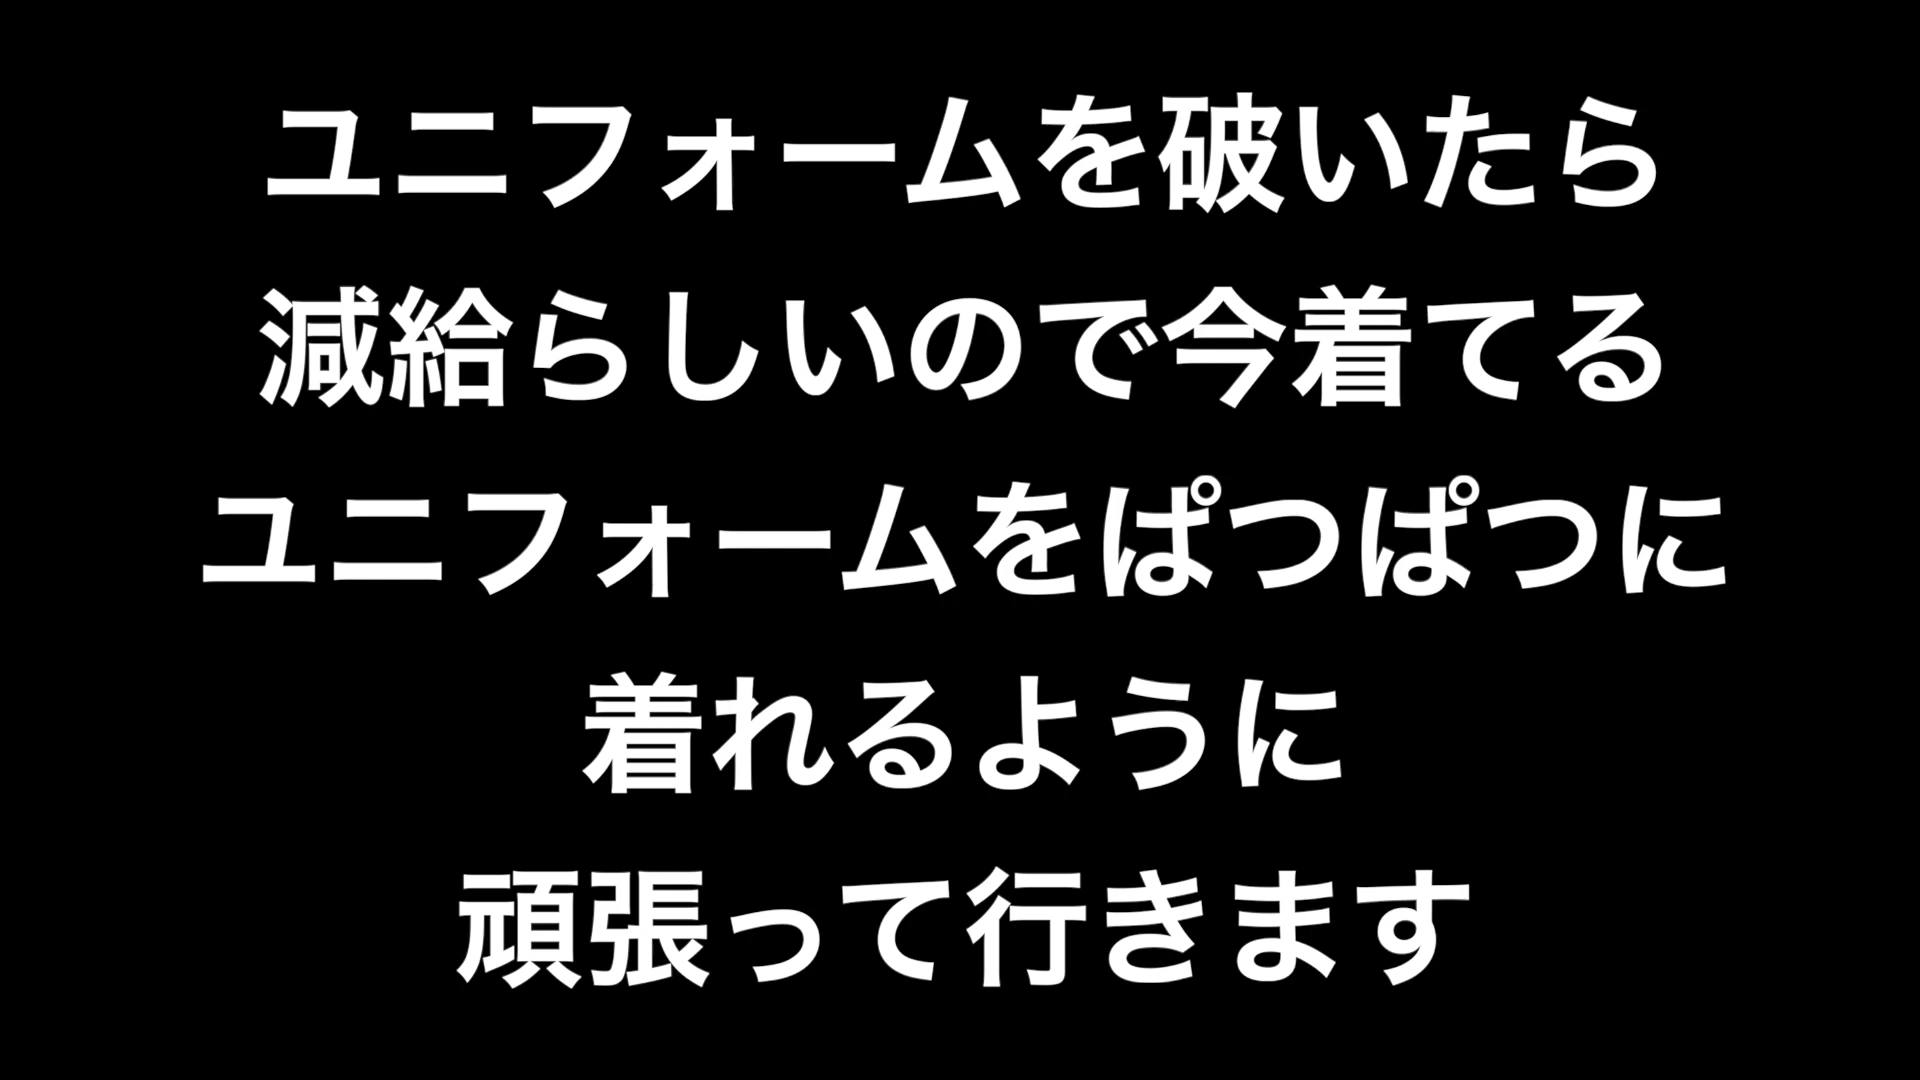 ユニフォームを破いたら
減給らしいので今着てる
ユニフォームをぱつぱつに
着れるように
頑張って行きます